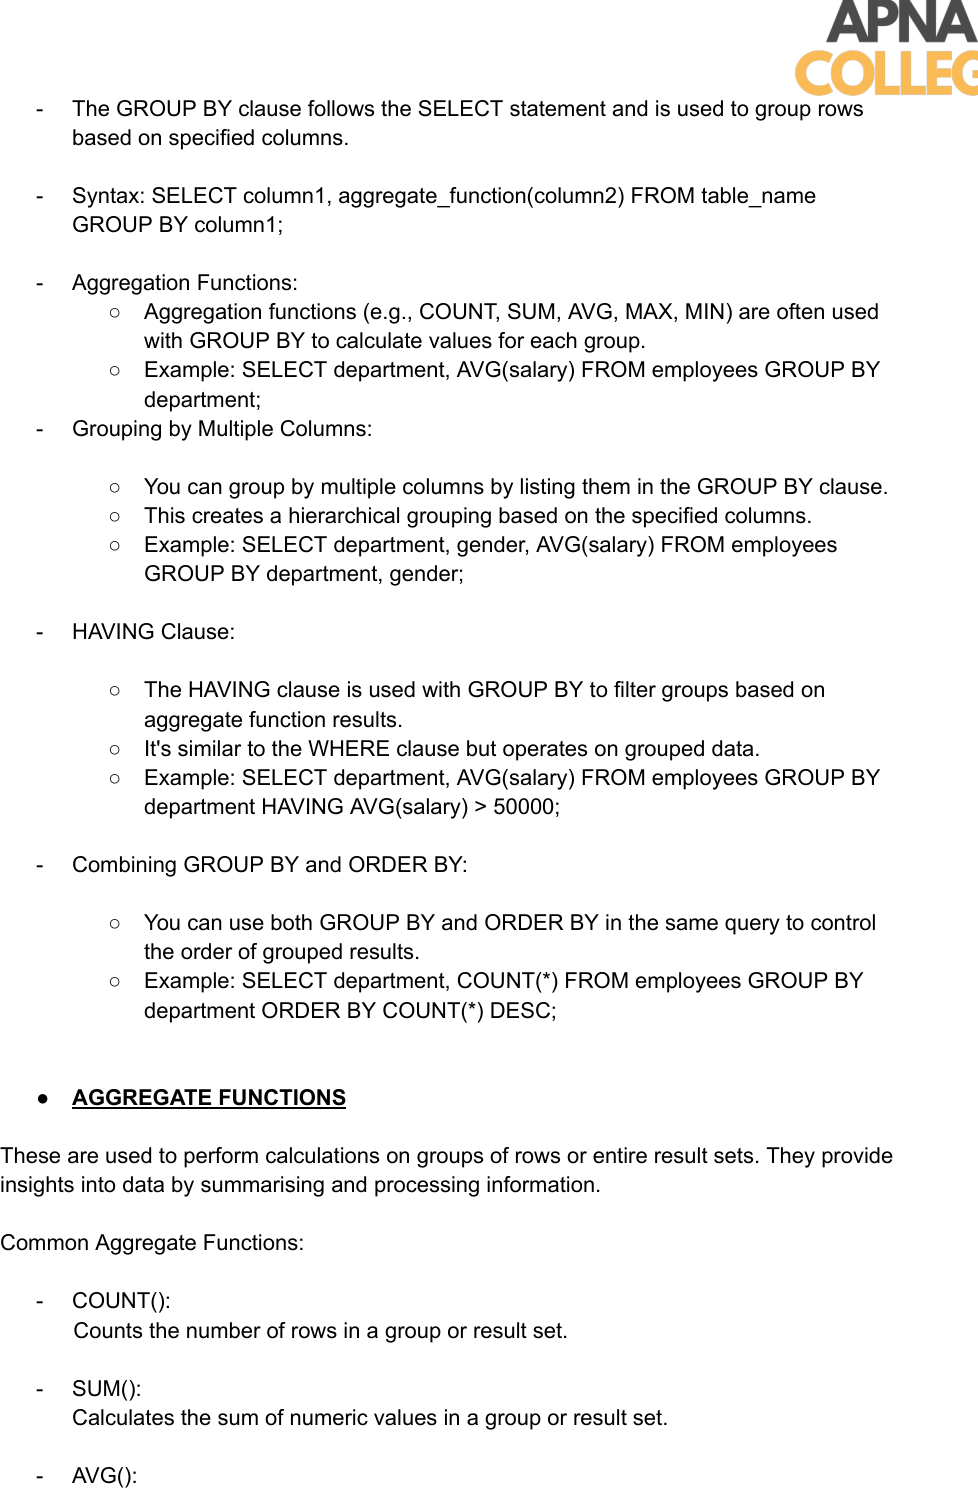 APNA
COLLEG
- The GROUP BY clause follows the SELECT statement and is used to group rows
based on specified columns.
- Syntax: SELECT column1, aggregate_function(column2) FROM table_name
GROUP BY column1;
- Aggregation Functions:
○ Aggregation functions (e.g., COUNT, SUM, AVG, MAX, MIN) are often used
with GROUP BY to calculate values for each group.
○ Example: SELECT department, AVG(salary) FROM employees GROUP BY
department;
- Grouping by Multiple Columns:
○ You can group by multiple columns by listing them in the GROUP BY clause.
○ This creates a hierarchical grouping based on the specified columns.
○ Example: SELECT department, gender, AVG(salary) FROM employees
GROUP BY department, gender;
- HAVING Clause:
○ The HAVING clause is used with GROUP BY to filter groups based on
aggregate function results.
○ It's similar to the WHERE clause but operates on grouped data.
○ Example: SELECT department, AVG(salary) FROM employees GROUP BY
department HAVING AVG(salary) > 50000;
- Combining GROUP BY and ORDER BY:
○ You can use both GROUP BY and ORDER BY in the same query to control
the order of grouped results.
○ Example: SELECT department, COUNT(*) FROM employees GROUP BY
department ORDER BY COUNT(*) DESC;
● AGGREGATE FUNCTIONS
These are used to perform calculations on groups of rows or entire result sets. They provide
insights into data by summarising and processing information.
Common Aggregate Functions:
- COUNT():
Counts the number of rows in a group or result set.
- SUM():
Calculates the sum of numeric values in a group or result set.
- AVG():